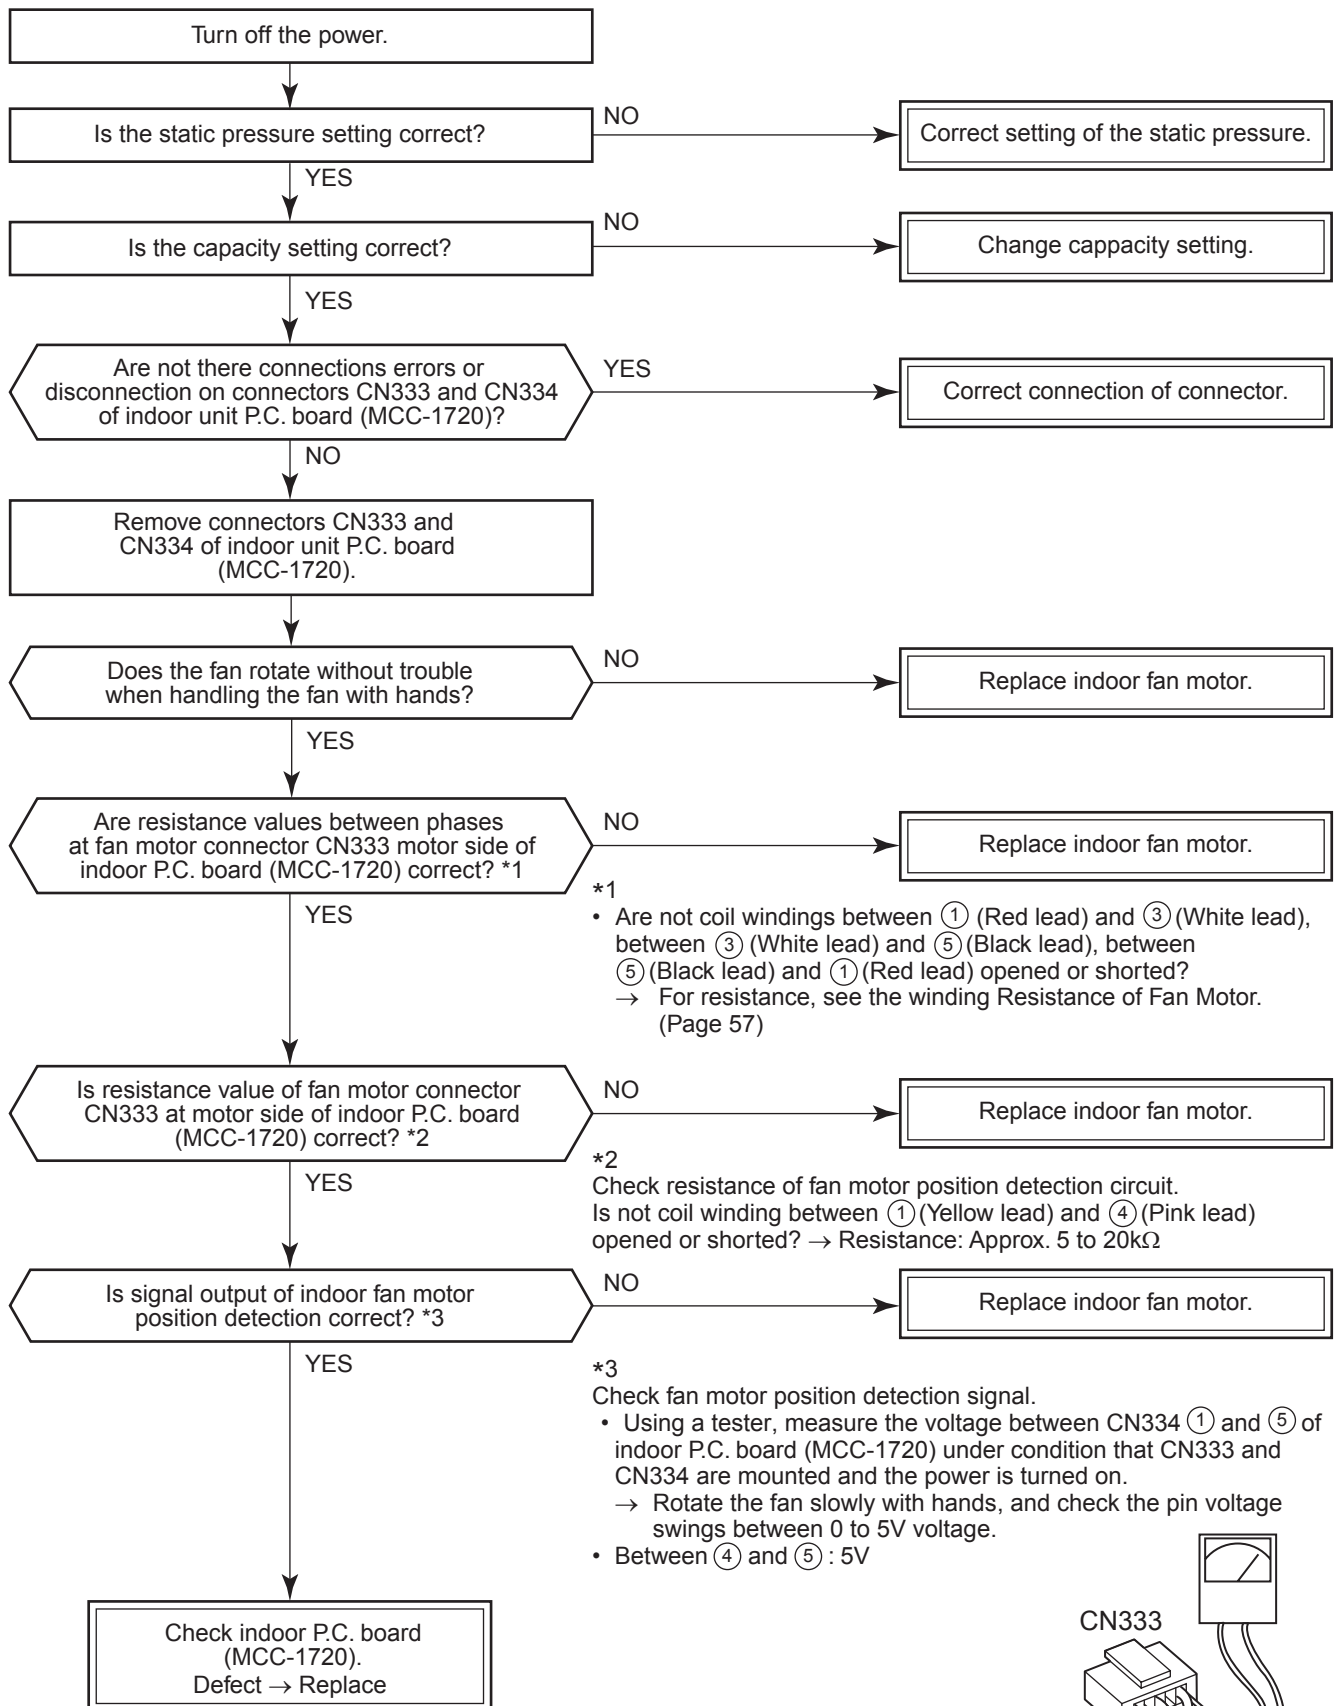 Turn off the power.
Is the static pressure setting correct?
NO
Correct setting of the static pressure.
YES
Is the capacity setting correct?
NO
Change cappacity setting.
YES
Are not there connections errors or
disconnection on connectors CN333 and CN334
of indoor unit P.C. board (MCC-1720)?
YES
Correct connection of connector.
NO
Remove connectors CN333 and
CN334 of indoor unit P.C. board
(MCC-1720).
Does the fan rotate without trouble
when handling the fan with hands?
NO
Replace indoor fan motor.
YES
Are resistance values between phases
at fan motor connector CN333 motor side of
indoor P.C. board (MCC-1720) correct? *1
NO
Replace indoor fan motor.
YES
*1
• Are not coil windings between ① (Red lead) and ③ (White lead),
between ③ (White lead) and ⑤ (Black lead), between
⑤ (Black lead) and ① (Red lead) opened or shorted?
→ For resistance, see the winding Resistance of Fan Motor.
(Page 57)
Is resistance value of fan motor connector
CN333 at motor side of indoor P.C. board
(MCC-1720) correct? *2
NO
Replace indoor fan motor.
YES
*2
Check resistance of fan motor position detection circuit.
Is not coil winding between ① (Yellow lead) and ④ (Pink lead)
opened or shorted? → Resistance: Approx. 5 to 20kΩ
Is signal output of indoor fan motor
position detection correct? *3
NO
Replace indoor fan motor.
YES
*3
Check fan motor position detection signal.
• Using a tester, measure the voltage between CN334 ① and ⑤ of
indoor P.C. board (MCC-1720) under condition that CN333 and
CN334 are mounted and the power is turned on.
→ Rotate the fan slowly with hands, and check the pin voltage
swings between 0 to 5V voltage.
• Between ④ and ⑤ : 5V
Check indoor P.C. board
(MCC-1720).
Defect → Replace
CN333